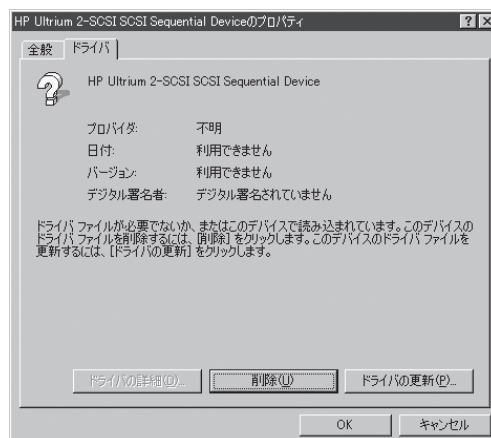 HP Ultrium 2-SCSI SCSI Sequential Deviceのプロパティ
全般 ドライバ
HP Ultrium 2-SCSI SCSI Sequential Device
プロバイダ: 不明
日付: 利用できません
バージョン: 利用できません
デジタル署名者: デジタル署名されていません
ドライバ ファイルが必要でないか、またはこのデバイスで読み込まれています。このデバイスの
ドライバ ファイルを削除するには、[削除] をクリックします。このデバイスのドライバ ファイルを
更新するには、[ドライバの更新] をクリックします。
ドライバの詳細(D)... 削除(U) ドライバの更新(P)...
OK キャンセル